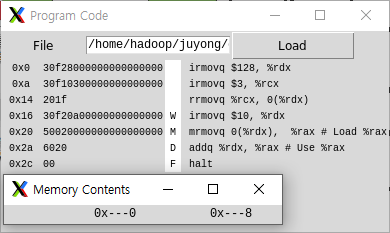 Program Code
File /home/hadoop/juyong/ Load
0x0 30f28000000000000000 irmovq $128, %rdx
0xa 30f10300000000000000 irmovq $3, %rcx
0x14 201f rrmovq %rcx, 0(%rdx)
0x16 30f20a00000000000000 W irmovq $10, %rdx
0x20 50020000000000000000 M mrmovq 0(%rdx), %rax # Load %rax
0x2a 6020 D addq %rdx, %rax # Use %rax
0x2c 00 F halt
Memory Contents
0x---0 0x---8